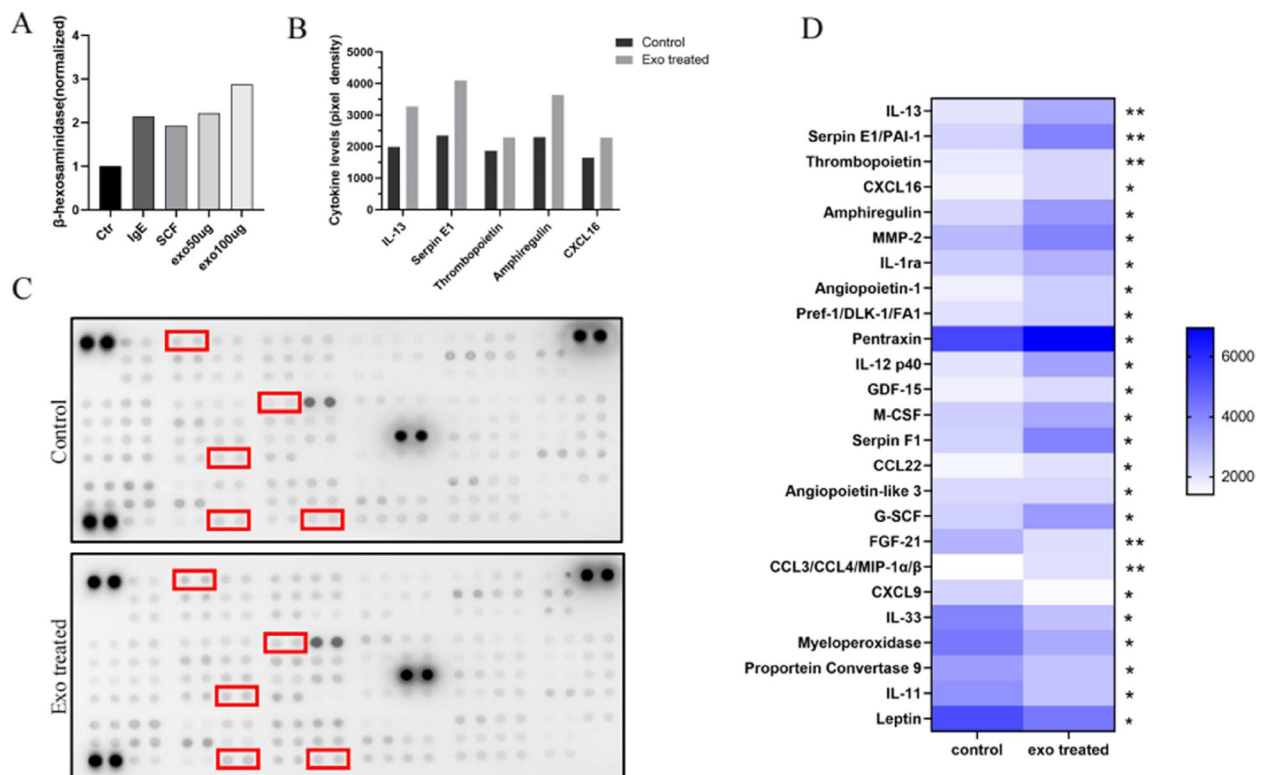 A
β-hexosaminidase(normalized)
4
3
2
1
0
Ctr
IgE
SCF
exo50ug
exo100ug
B
Control
Exo treated
Cytokine levels (pixel density)
5000
4000
3000
2000
1000
0
IL-13
Serpin E1
Thrombopoietin
Amphiregulin
CXCL16
C
Control
Exo treated
D
IL-13 **
Serpin E1/PAI-1 **
Thrombopoietin **
CXCL16 *
Amphiregulin *
MMP-2 *
IL-1ra *
Angiopoietin-1 *
Pref-1/DLK-1/FA1 *
Pentraxin *
IL-12 p40 *
GDF-15 *
M-CSF *
Serpin F1 *
CCL22 *
Angiopoietin-like 3 *
G-SCF *
FGF-21 **
CCL3/CCL4/MIP-1α/β **
CXCL9 *
IL-33 *
Myeloperoxidase *
Proportein Convertase 9 *
IL-11 *
Leptin *
control
exo treated
6000
4000
2000